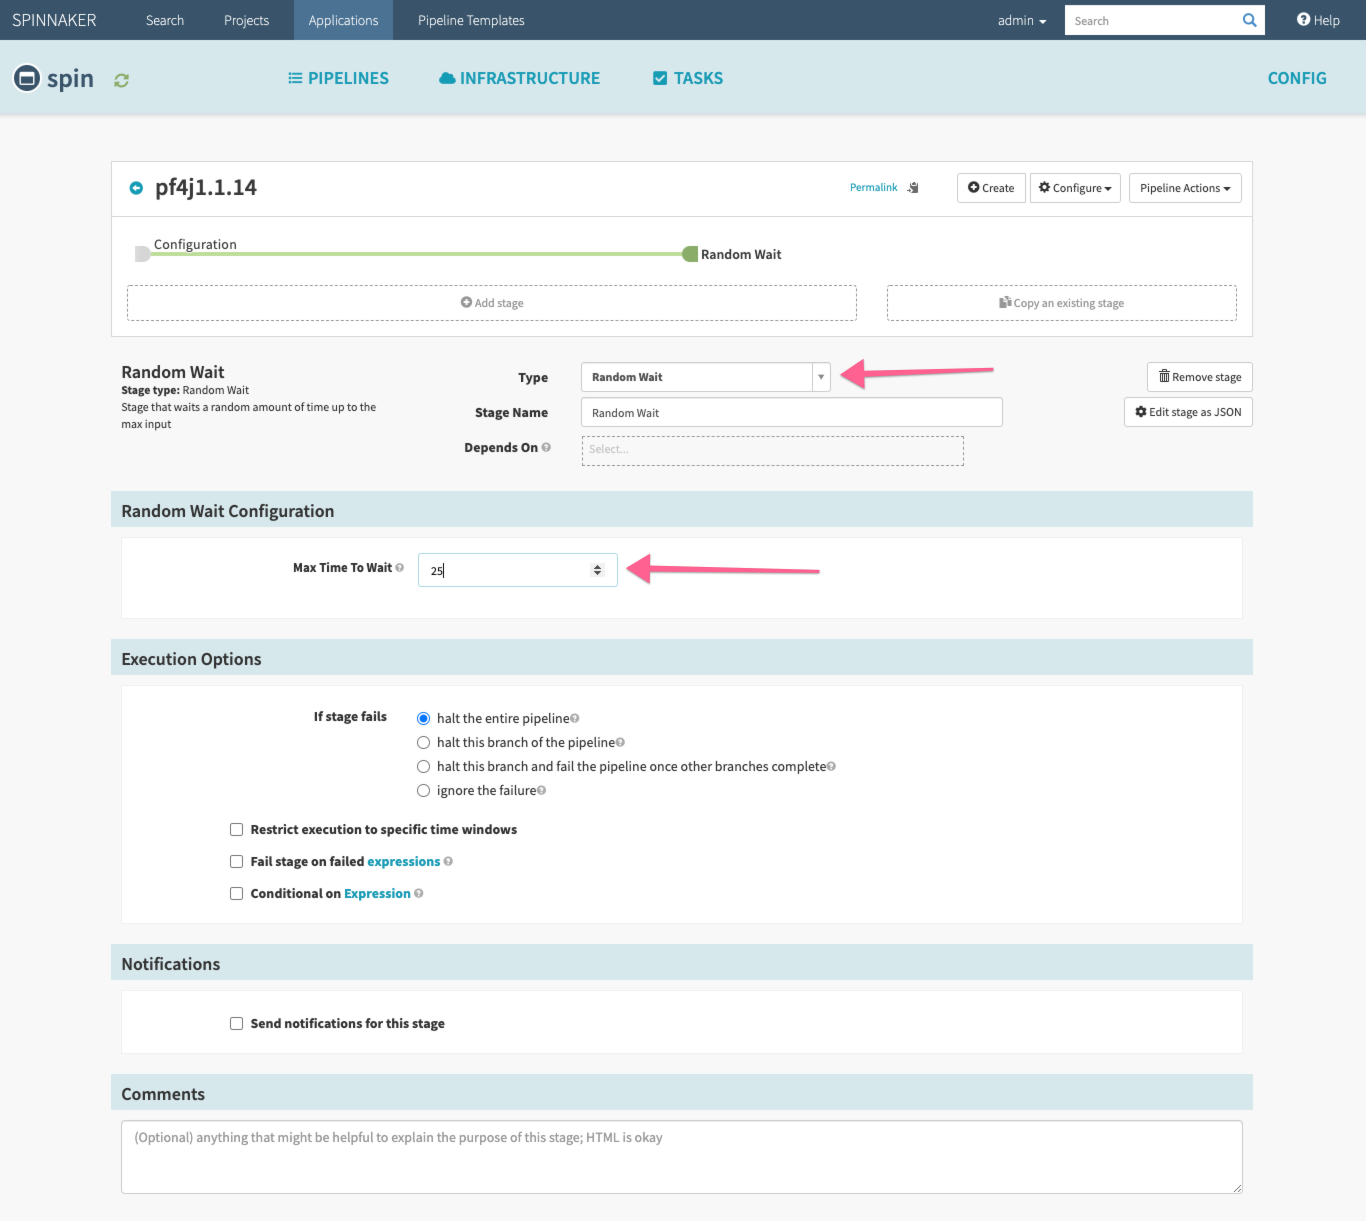 SPINNAKER Search Projects Applications Pipeline Templates admin Search Help
spin PIPELINES INFRASTRUCTURE TASKS CONFIG
pf4j1.1.14 Permalink Create Configure Pipeline Actions
Configuration
Random Wait
Add stage Copy an existing stage
Random Wait
Stage type: Random Wait
Stage that waits a random amount of time up to the
max input
Type Random Wait
Stage Name Random Wait
Depends On Select...
Remove stage
Edit stage as JSON
Random Wait Configuration
Max Time To Wait 25
Execution Options
If stage fails halt the entire pipeline
halt this branch of the pipeline
halt this branch and fail the pipeline once other branches complete
ignore the failure
Restrict execution to specific time windows
Fail stage on failed expressions
Conditional on Expression
Notifications
Send notifications for this stage
Comments
(Optional) anything that might be helpful to explain the purpose of this stage; HTML is okay